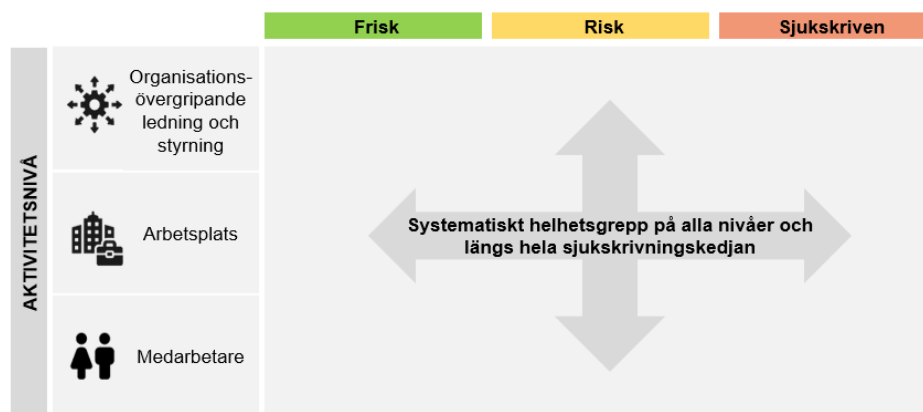 Frisk
Risk
Sjukskriven
AKTIVITETSNIVÅ
Organisations-
övergripande
ledning och
styrning
Arbetsplats
Medarbetare
Systematiskt helhetsgrepp på alla nivåer och
längs hela sjukskrivningskedjan